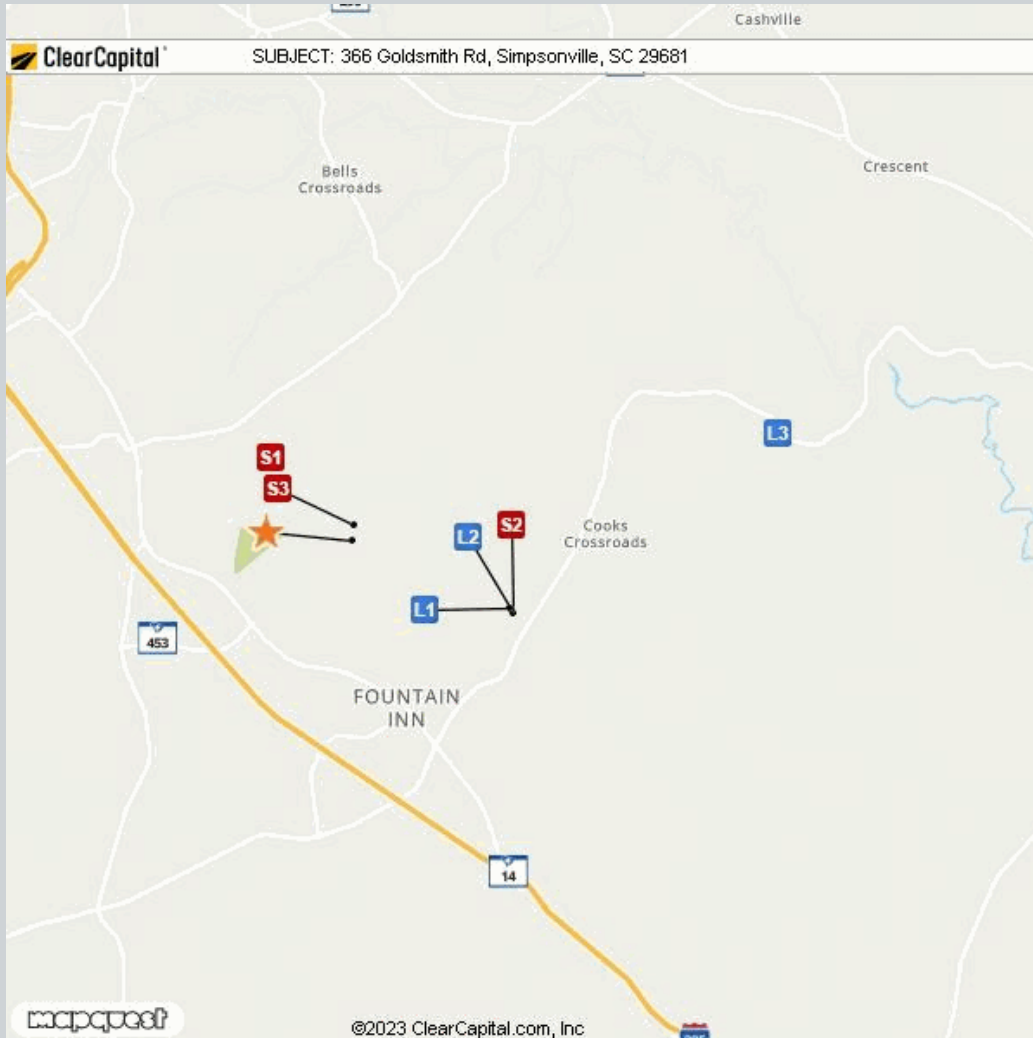 Cashville
ClearCapital
SUBJECT: 366 Goldsmith Rd, Simpsonville, SC 29681
Bells
Crossroads
Crescent
L3
S1
S3
L2
S2
Cooks
Crossroads
L1
453
FOUNTAIN
INN
14
mapquest
©2023 ClearCapital.com, Inc